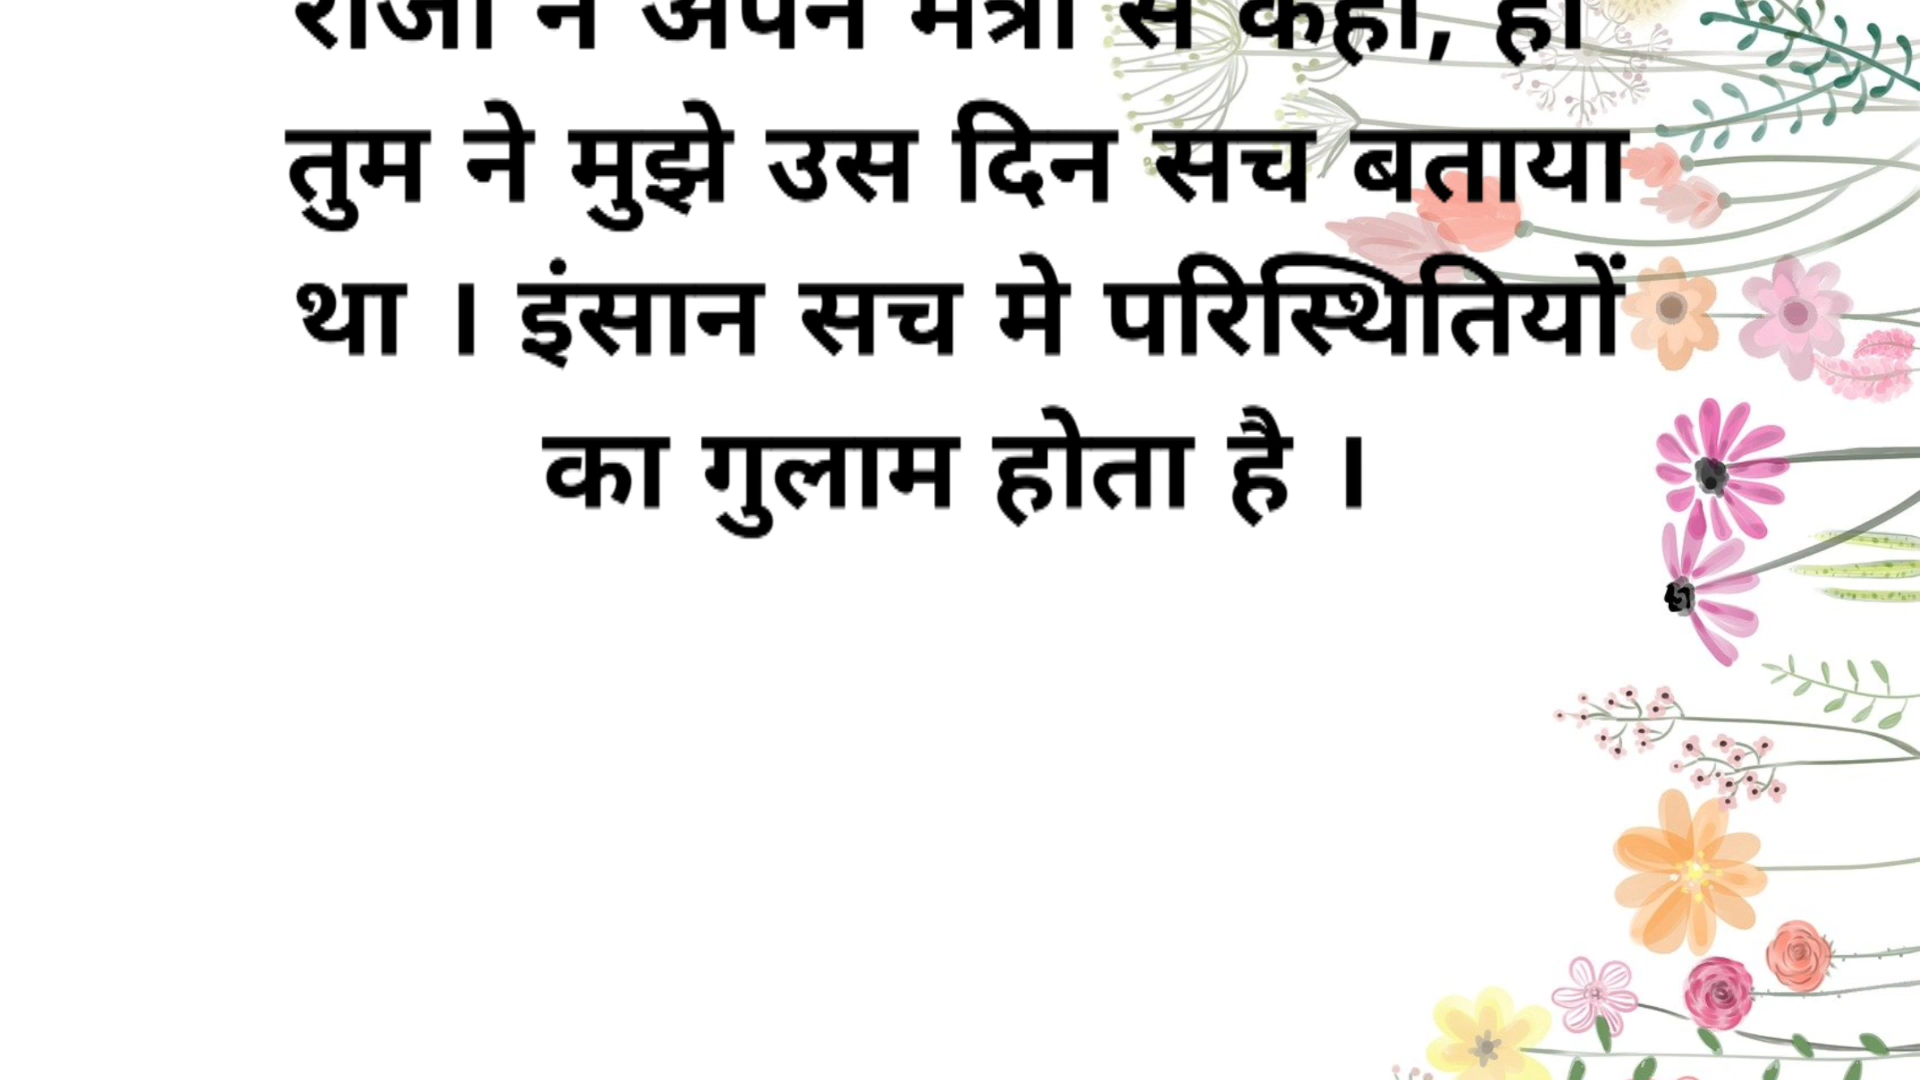 राजा ने अपने मंत्री से कहा, हाँ
तुम ने मुझे उस दिन सच बताया
था । इंसान सच मे परिस्थितियों
का गुलाम होता है ।